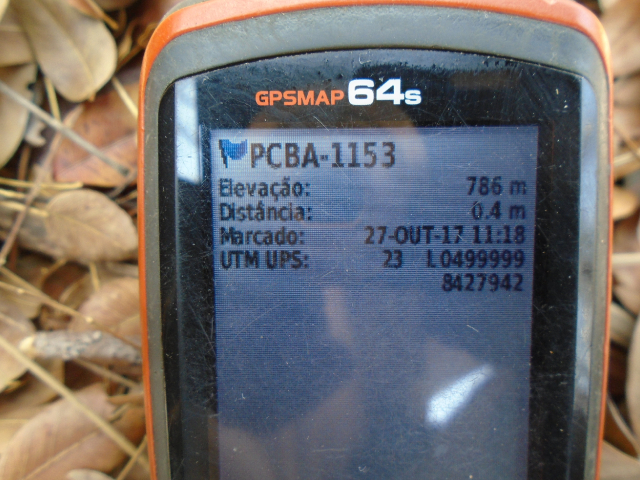 GPSMAP 64s
PCBA-1153
Elevação: 786 m
Distância: 0.4 m
Marcado: 27-OUT-17 11:18
UTM UPS: 23 L 0499999
8427942